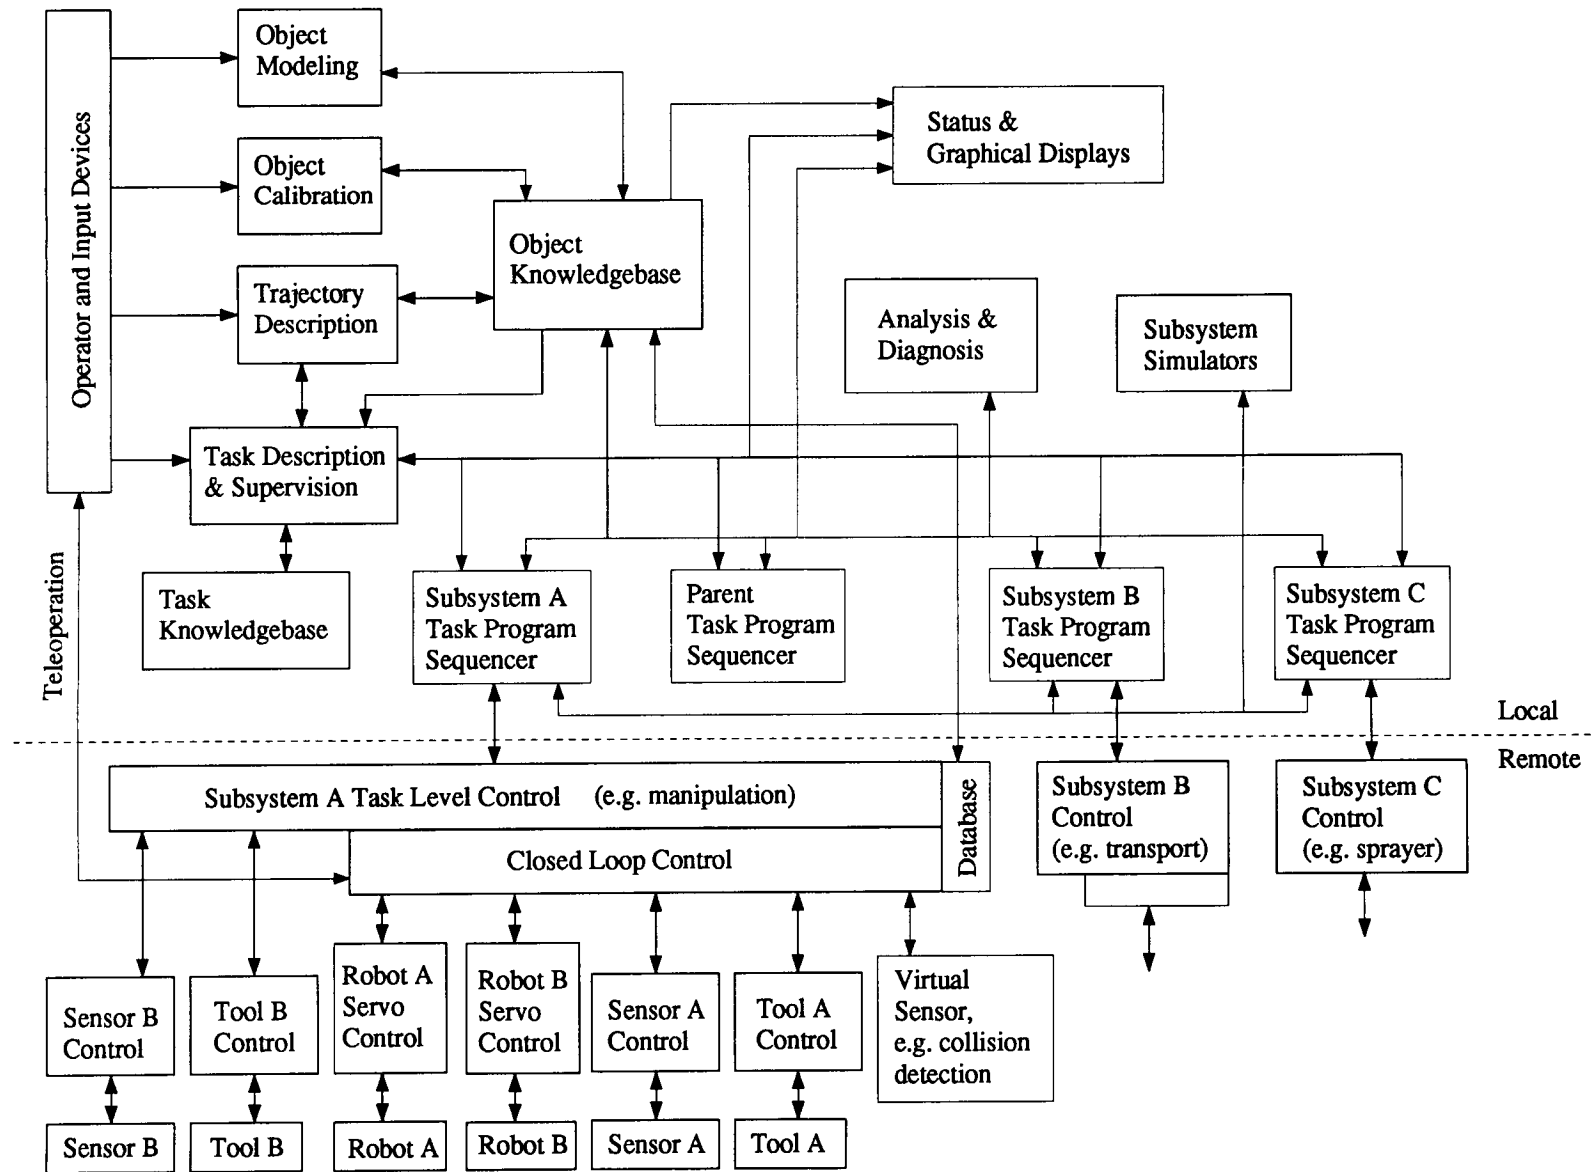 Operator and Input Devices
Object
Modeling
Object
Calibration
Trajectory
Description
Object
Knowledgebase
Status &
Graphical Displays
Analysis &
Diagnosis
Subsystem
Simulators
Task Description
& Supervision
Teleoperation
Task
Knowledgebase
Subsystem A
Task Program
Sequencer
Parent
Task Program
Sequencer
Subsystem B
Task Program
Sequencer
Subsystem C
Task Program
Sequencer
Local
Remote
Subsystem A Task Level Control (e.g. manipulation)
Closed Loop Control
Database
Subsystem B
Control
(e.g. transport)
Subsystem C
Control
(e.g. sprayer)
Sensor B
Control
Tool B
Control
Robot A
Servo
Control
Robot B
Servo
Control
Sensor A
Control
Tool A
Control
Virtual
Sensor,
e.g. collision
detection
Sensor B
Tool B
Robot A
Robot B
Sensor A
Tool A